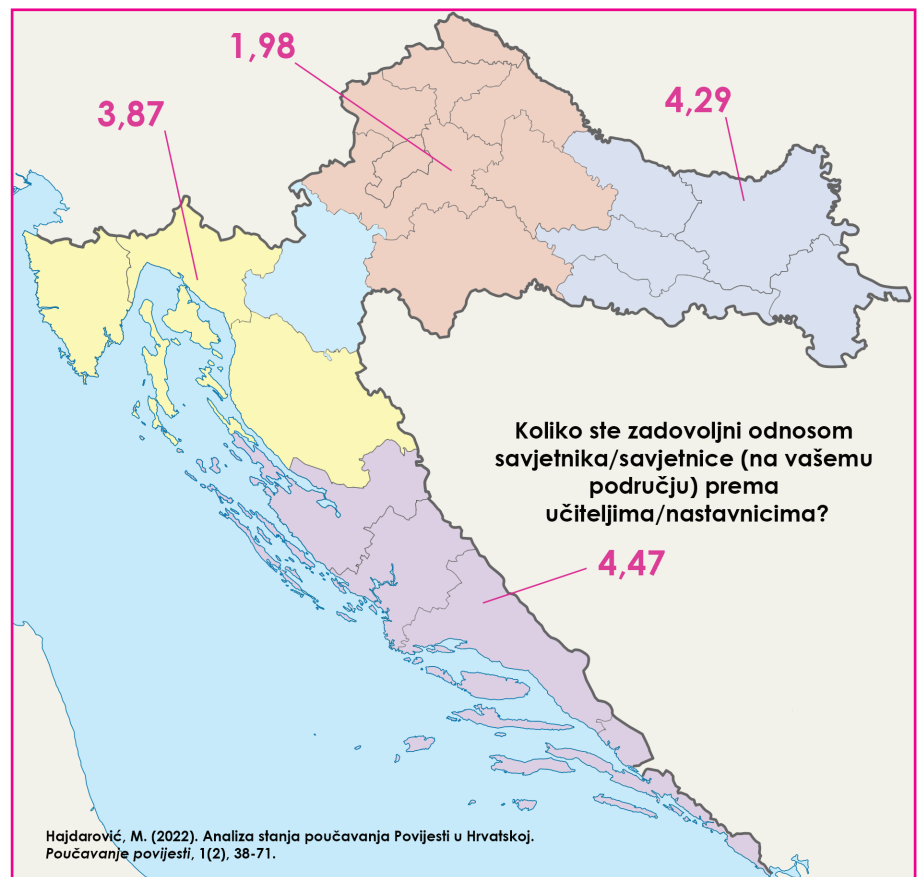 1,98
3,87
4,29
Koliko ste zadovoljni odnosom
savjetnika/savjetnice (na vašemu
području) prema
učiteljima/nastavnicima?
4,47
Hajdarović, M. (2022). Analiza stanja poučavanja Povijesti u Hrvatskoj.
Poučavanje povijesti, 1(2), 38-71.